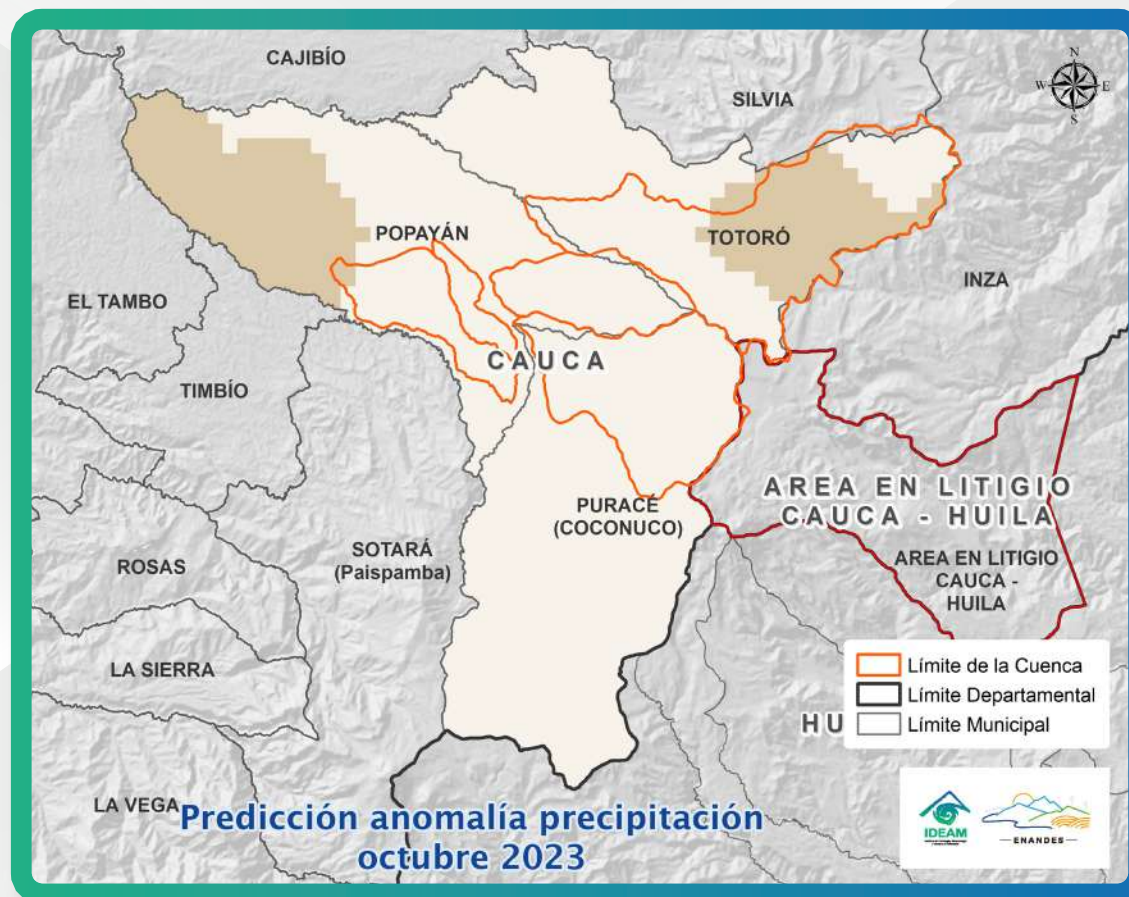 CAJIBÍO
SILVIA
N
W
E
S
POPAYÁN
TOTORÓ
INZA
EL TAMBO
CAUCA
TIMBÍO
AREA EN LITIGIO
CAUCA - HUILA
PURACÉ
(COCONUCO)
SOTARÁ
(Paispamba)
ROSAS
AREA EN LITIGIO
CAUCA -
HUILA
LA SIERRA
Límite de la Cuenca
Límite Departamental
Límite Municipal
HU
LA VEGA
Predicción anomalía precipitación
octubre 2023
IDEAM
ENANDES